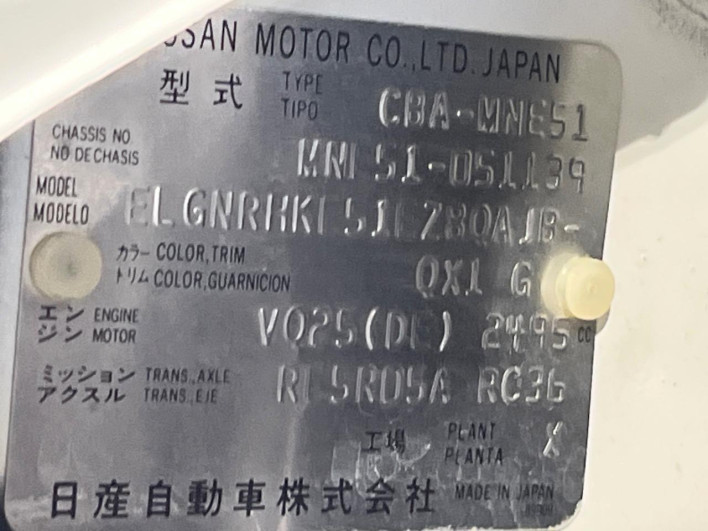 SSAN MOTOR CO.,LTD. JAPAN
型式 TYPE TIPO CBA-MNE51
CHASSIS NO NO DE CHASIS MNE51-051139
MODEL MODELO ELGNRHKE51EZBQAJB-
カラー COLOR,TRIM
トリム COLOR,GUARNICION QX1 G
エンジン ENGINE MOTOR VQ25(DE) 2495 CC
ミッション TRANS.,AXLE
アクスル TRANS.,EJE RE5R05A RC36
工場 PLANT PLANTA X
日産自動車株式会社 MADE IN JAPAN